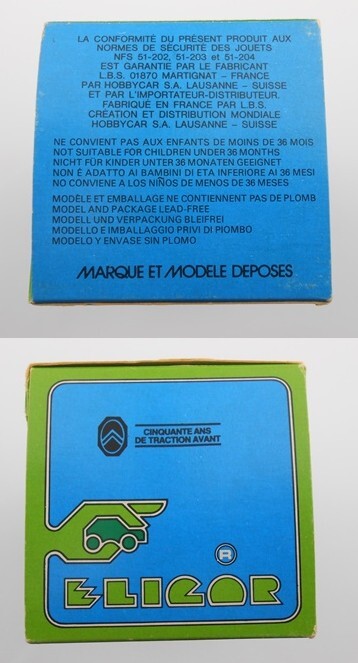 LA CONFORMITÉ DU PRÉSENT PRODUIT AUX
NORMES DE SÉCURITÉ DES JOUETS
NFS 51-202, 51-203 et 51-204
EST GARANTIE PAR LE FABRICANT
L.B.S. 01870 MARTIGNAT – FRANCE
PAR HOBBYCAR S.A. LAUSANNE – SUISSE
ET PAR L'IMPORTATEUR-DISTRIBUTEUR.
FABRIQUÉ EN FRANCE PAR L.B.S.
CRÉATION ET DISTRIBUTION MONDIALE
HOBBYCAR S.A. LAUSANNE – SUISSE
NE CONVIENT PAS AUX ENFANTS DE MOINS DE 36 MOIS
NOT SUITABLE FOR CHILDREN UNDER 36 MONTHS
NICHT FÜR KINDER UNTER 36 MONATEN GEEIGNET
NON È ADATTO AI BAMBINI DI ETA INFERIORE AI 36 MESI
NO CONVIENE A LOS NIÑOS DE MENOS DE 36 MESES
MODÈLE ET EMBALLAGE NE CONTIENNENT PAS DE PLOMB
MODEL AND PACKAGE LEAD-FREE
MODELL UND VERPACKUNG BLEIFREI
MODELLO E IMBALLAGGIO PRIVI DI PIOMBO
MODELO Y ENVASE SIN PLOMO
MARQUE ET MODELE DEPOSES
CINQUANTE ANS
DE TRACTION AVANT
R
ELIGOR